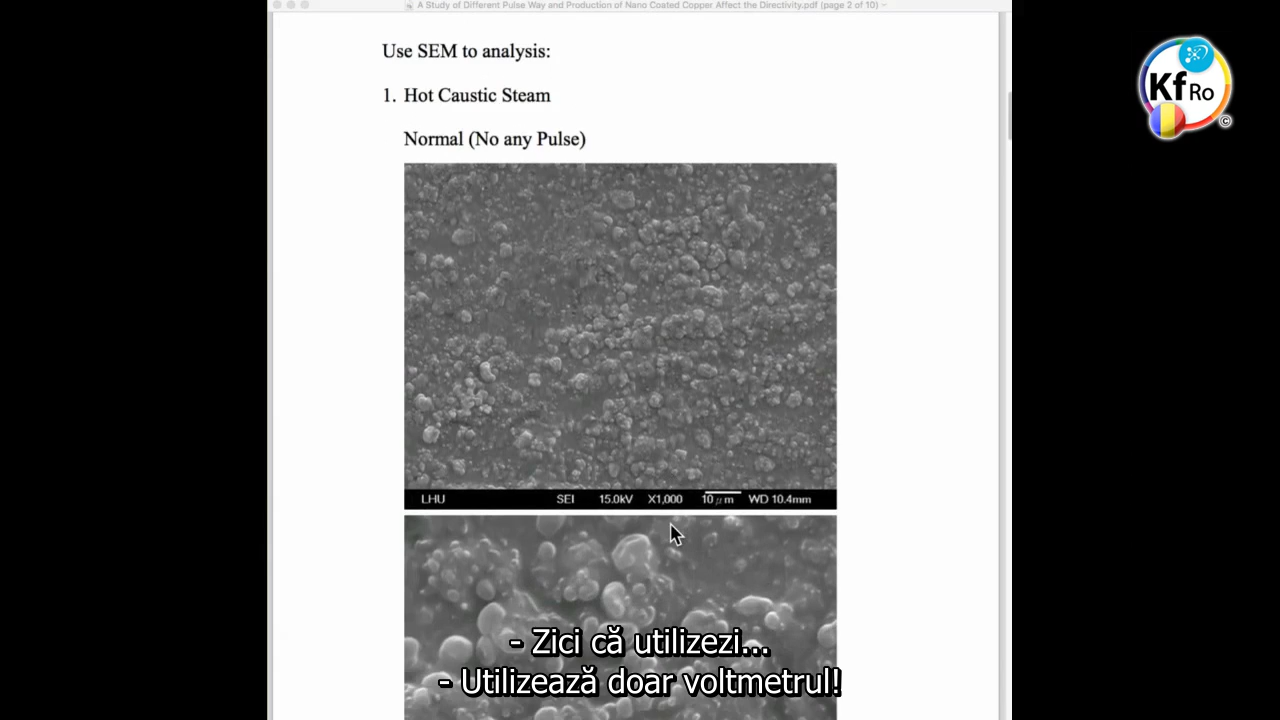 A Study of Different Pulse Way and Production of Nano Coated Copper Affect the Directivity.pdf (page 2 of 10)
Kf Ro
©
Use SEM to analysis:
1. Hot Caustic Steam
Normal (No any Pulse)
LHU SEI 15.0kV X1,000 10μm WD 10.4mm
- Zici că utilizezi...
- Utilizează doar voltmetrul!